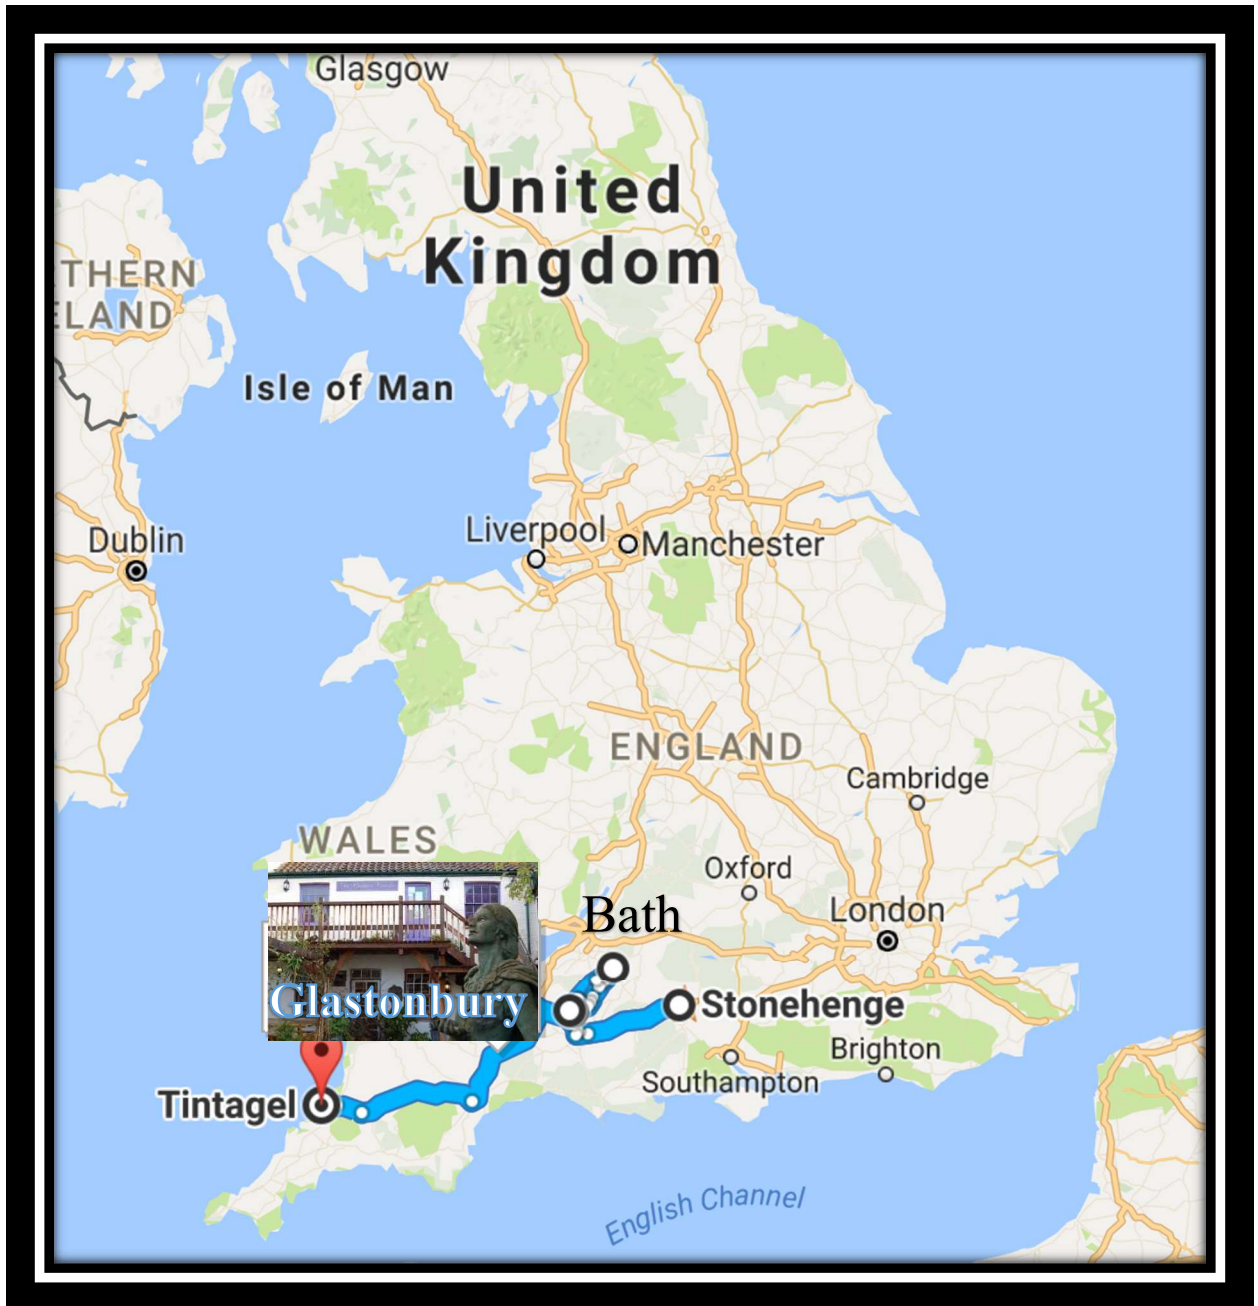 Glasgow
United
Kingdom
THERN
ELAND
Isle of Man
Dublin
Liverpool
Manchester
ENGLAND
Cambridge
WALES
Oxford
Bath
London
Glastonbury
Stonehenge
Brighton
Southampton
Tintagel
English Channel